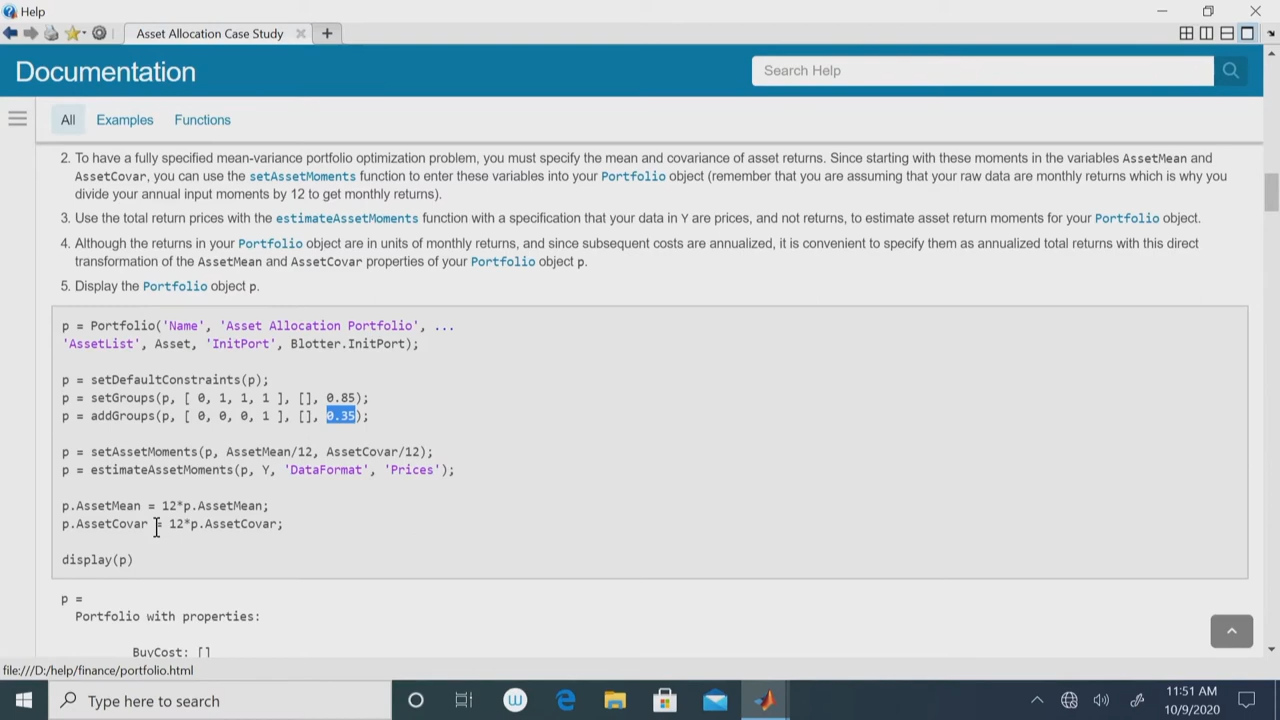 Help
Asset Allocation Case Study
Documentation
Search Help
All Examples Functions
2. To have a fully specified mean-variance portfolio optimization problem, you must specify the mean and covariance of asset returns. Since starting with these moments in the variables AssetMean and
AssetCovar, you can use the setAssetMoments function to enter these variables into your Portfolio object (remember that you are assuming that your raw data are monthly returns which is why you
divide your annual input moments by 12 to get monthly returns).
3. Use the total return prices with the estimateAssetMoments function with a specification that your data in Y are prices, and not returns, to estimate asset return moments for your Portfolio object.
4. Although the returns in your Portfolio object are in units of monthly returns, and since subsequent costs are annualized, it is convenient to specify them as annualized total returns with this direct
transformation of the AssetMean and AssetCovar properties of your Portfolio object p.
5. Display the Portfolio object p.
p = Portfolio('Name', 'Asset Allocation Portfolio', ...
'AssetList', Asset, 'InitPort', Blotter.InitPort);
p = setDefaultConstraints(p);
p = setGroups(p, [ 0, 1, 1, 1 ], [], 0.85);
p = addGroups(p, [ 0, 0, 0, 1 ], [], 0.35);
p = setAssetMoments(p, AssetMean/12, AssetCovar/12);
p = estimateAssetMoments(p, Y, 'DataFormat', 'Prices');
p.AssetMean = 12*p.AssetMean;
p.AssetCovar = 12*p.AssetCovar;
display(p)
p =
Portfolio with properties:
BuyCost: []
file:///D:/help/finance/portfolio.html
Type here to search
11:51 AM
10/9/2020